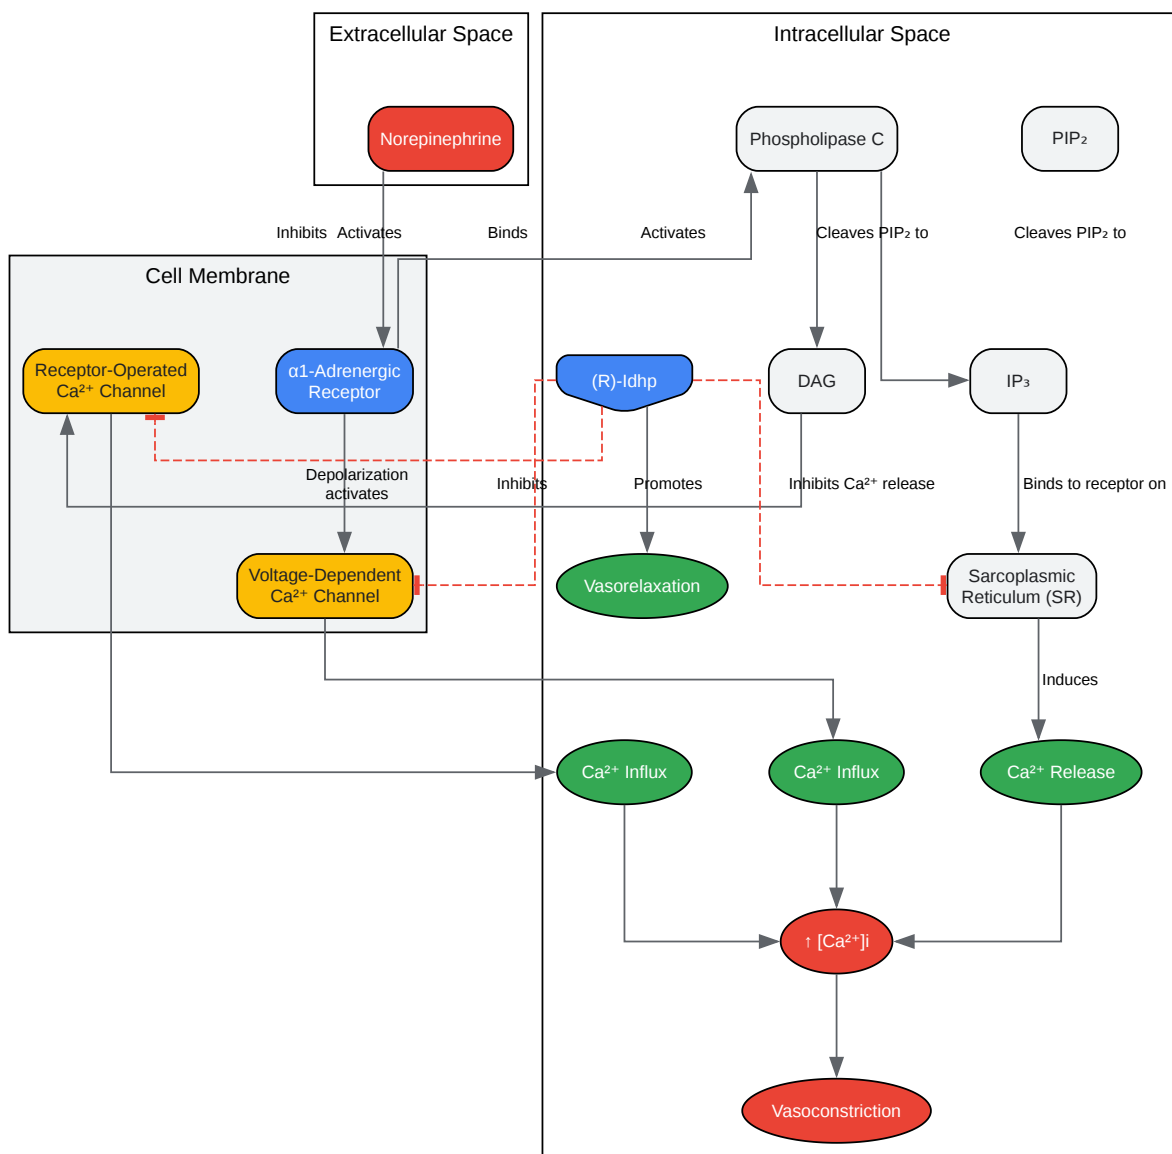 Extracellular Space
Intracellular Space
Norepinephrine
Phospholipase C
PIP₂
Inhibits
Activates
Binds
Activates
Cleaves PIP₂ to
Cleaves PIP₂ to
Cell Membrane
Receptor-Operated
Ca²⁺ Channel
α1-Adrenergic
Receptor
(R)-Idhp
DAG
IP₃
Depolarization
activates
Inhibits
Promotes
Inhibits Ca²⁺ release
Binds to receptor on
Voltage-Dependent
Ca²⁺ Channel
Vasorelaxation
Sarcoplasmic
Reticulum (SR)
Induces
Ca²⁺ Influx
Ca²⁺ Influx
Ca²⁺ Release
↑ [Ca²⁺]i
Vasoconstriction